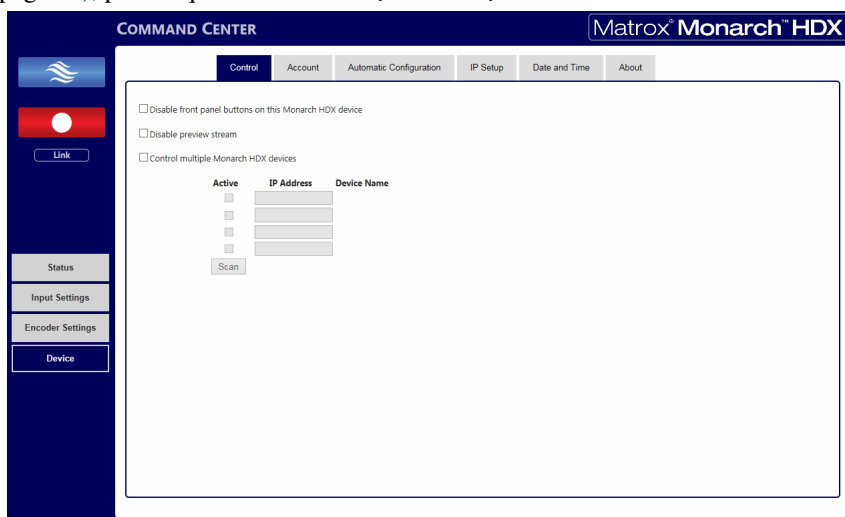 COMMAND CENTER
Matrox® Monarch™ HDX
Control Account Automatic Configuration IP Setup Date and Time About
Link
Status
Input Settings
Encoder Settings
Device
Disable front panel buttons on this Monarch HDX device
Disable preview stream
Control multiple Monarch HDX devices
Active IP Address Device Name
Scan